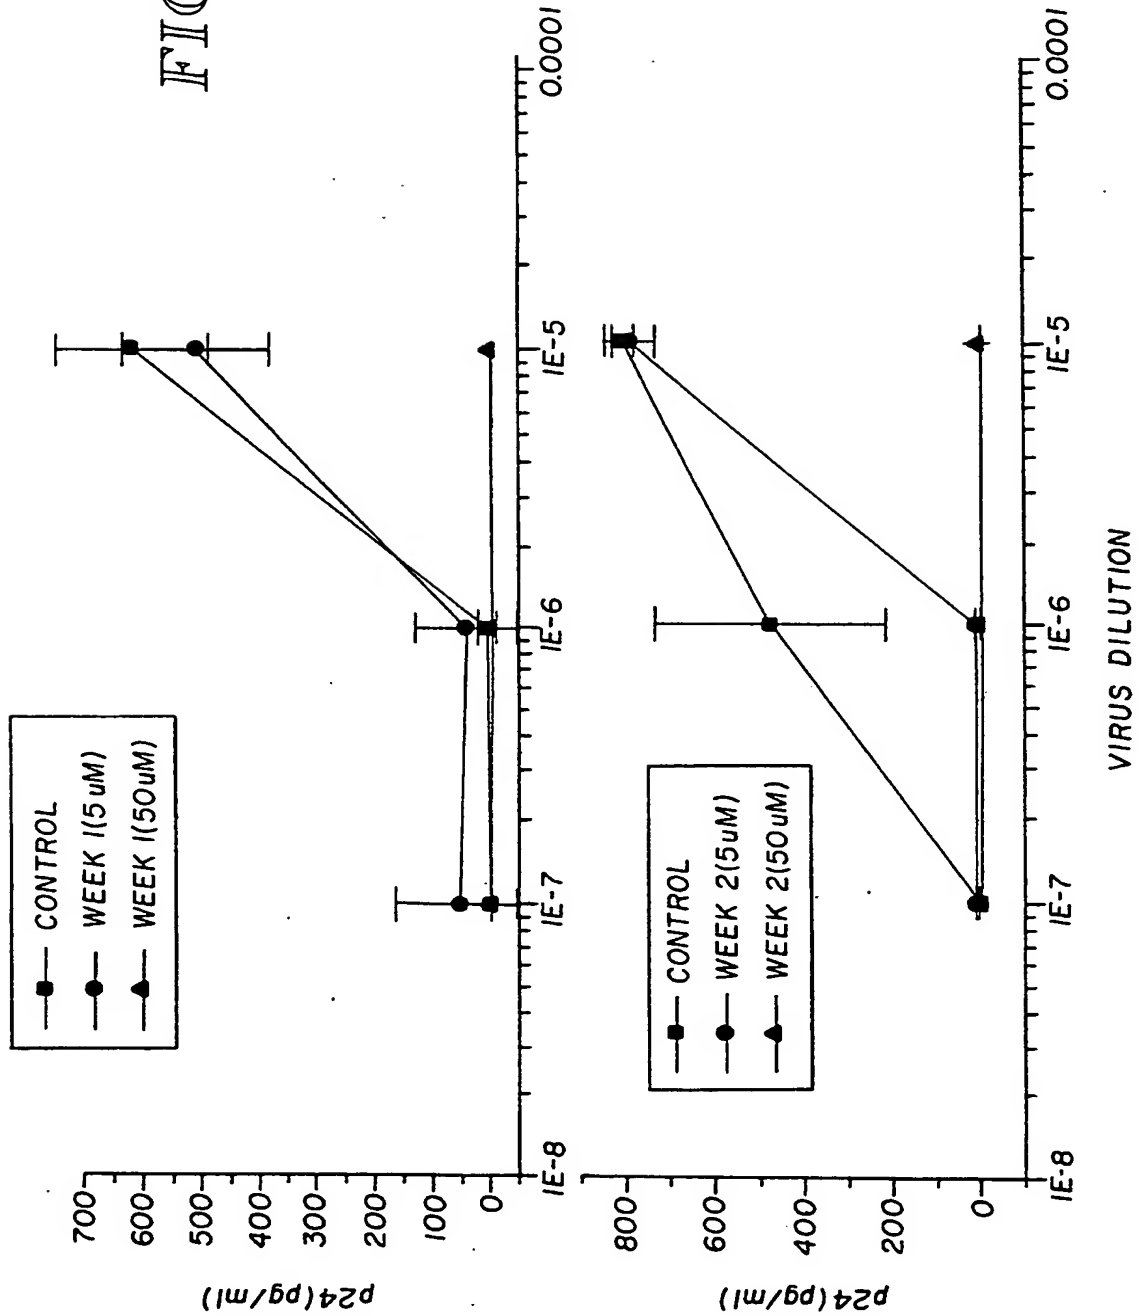 FIG
CONTROL
WEEK 1(5uM)
WEEK 1(50uM)
p24(pg/ml)
700
600
500
400
300
200
100
0
1E-8
1E-7
1E-6
1E-5
0.0001
CONTROL
WEEK 2(5uM)
WEEK 2(50uM)
p24(pg/ml)
800
600
400
200
0
1E-8
1E-7
1E-6
1E-5
0.0001
VIRUS DILUTION